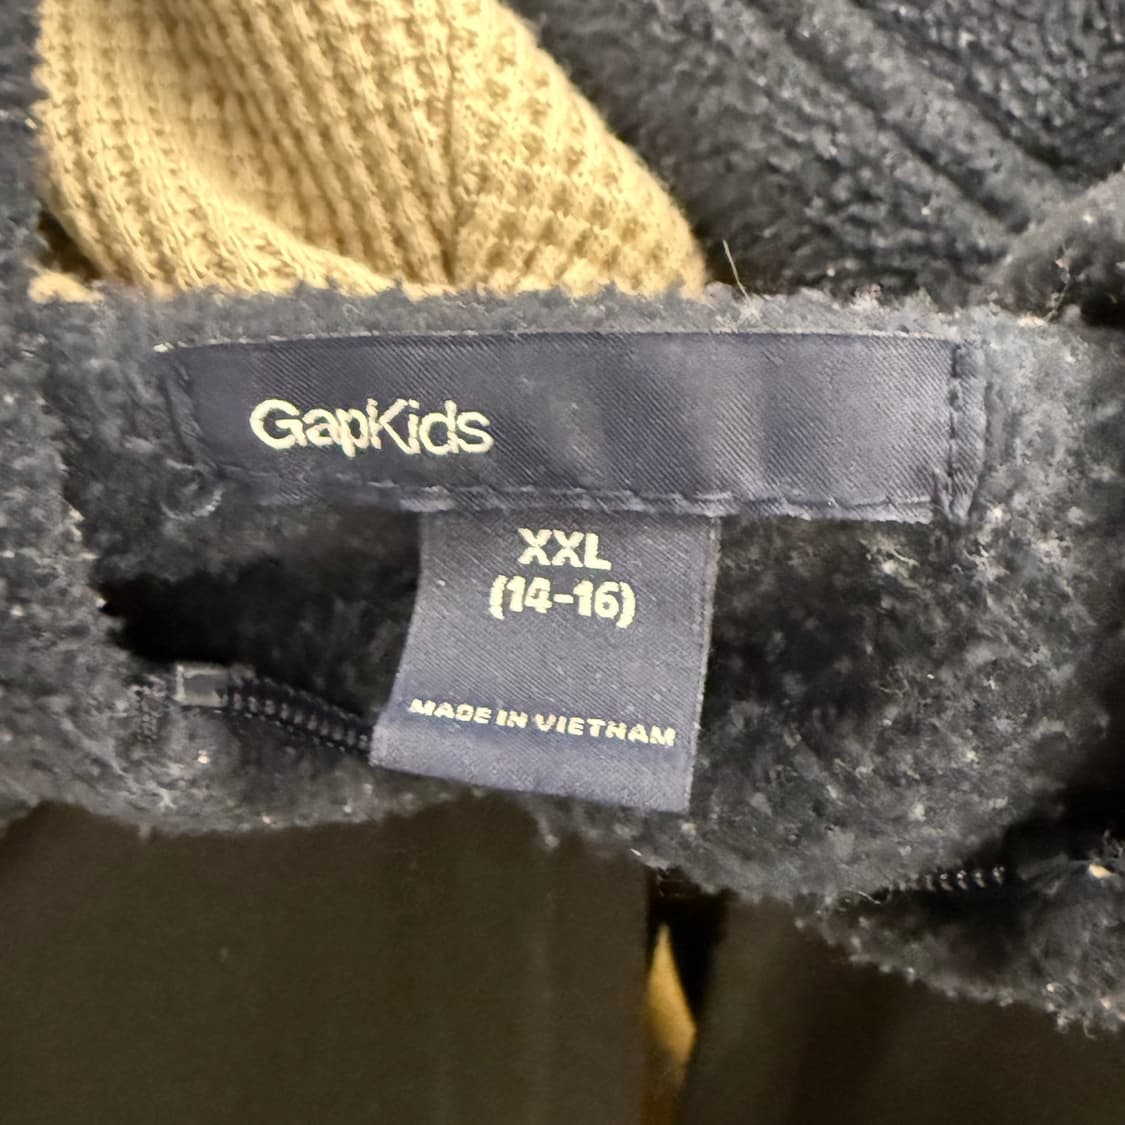 GapKids
XXL
(14-16)
MADE IN VIETNAM